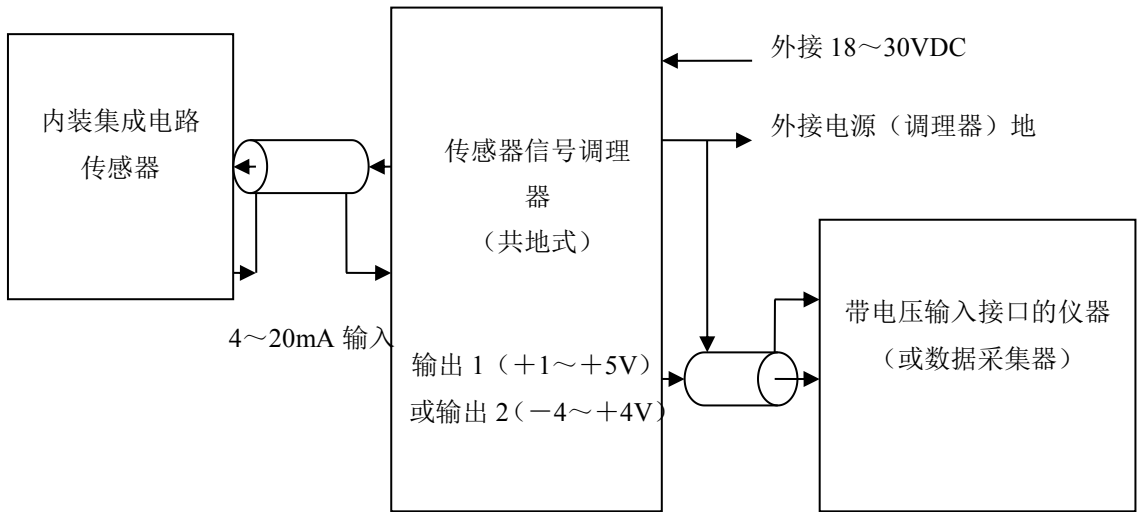 外接 18～30VDC
外接电源（调理器）地
内装集成电路
传感器
传感器信号调理
器
（共地式）
4～20mA 输入
输出 1（＋1～＋5V）
或输出 2（－4～＋4V）
带电压输入接口的仪器
（或数据采集器）